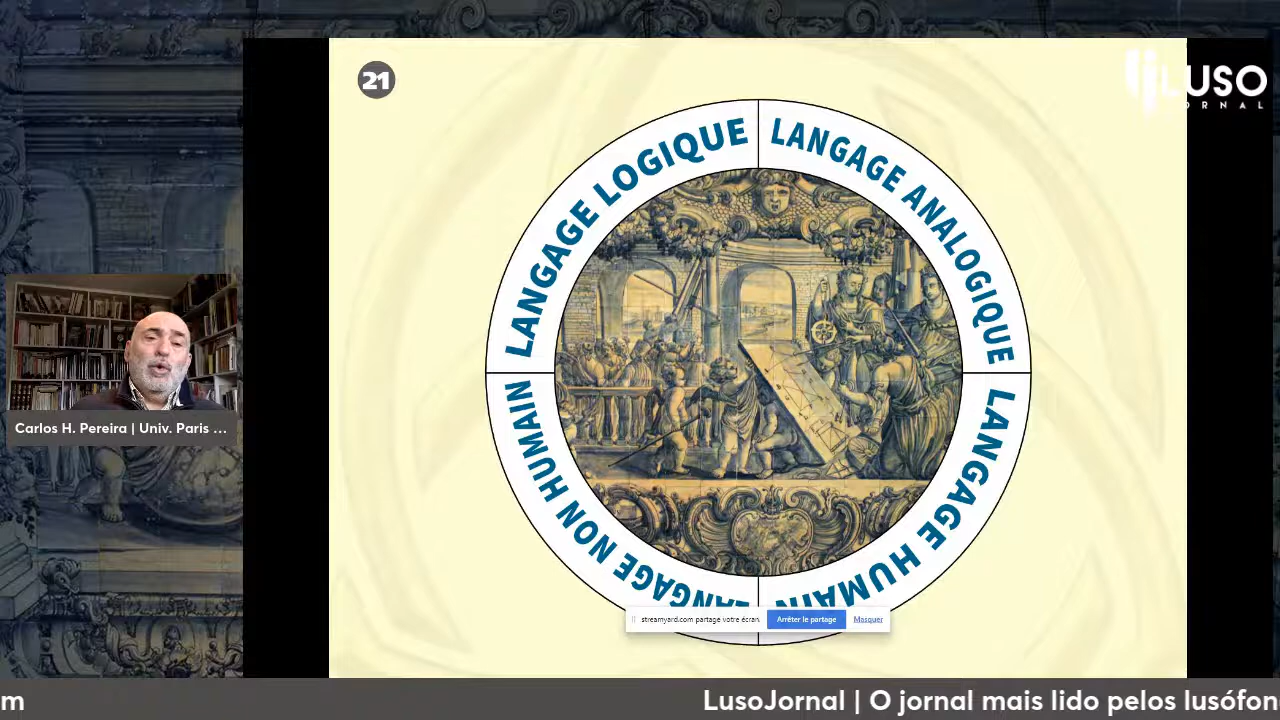 21
LUSO
JORNAL
LANGAGE LOGIQUE
LANGAGE ANALOGIQUE
LANGAGE HUMAIN
LANGAGE NON HUMAIN
Carlos H. Pereira | Univ. Paris ...
streamyard.com partage votre écran.
Arrêter le partage
Masquer
m
LusoJornal | O jornal mais lido pelos lusófon